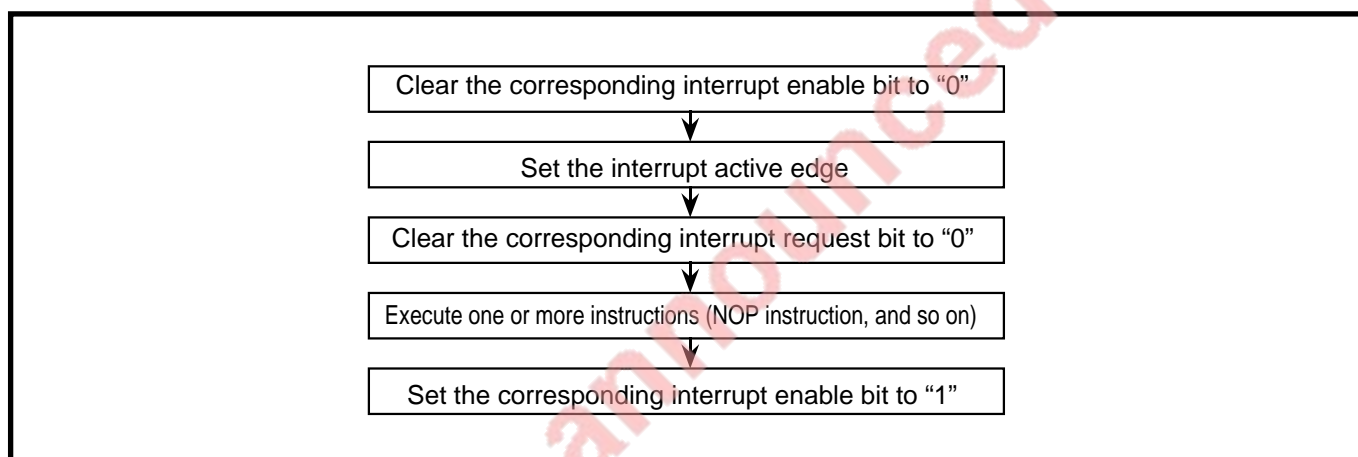 Clear the corresponding interrupt enable bit to “0”
Set the interrupt active edge
Clear the corresponding interrupt request bit to “0”
Execute one or more instructions (NOP instruction, and so on)
Set the corresponding interrupt enable bit to “1”
announced